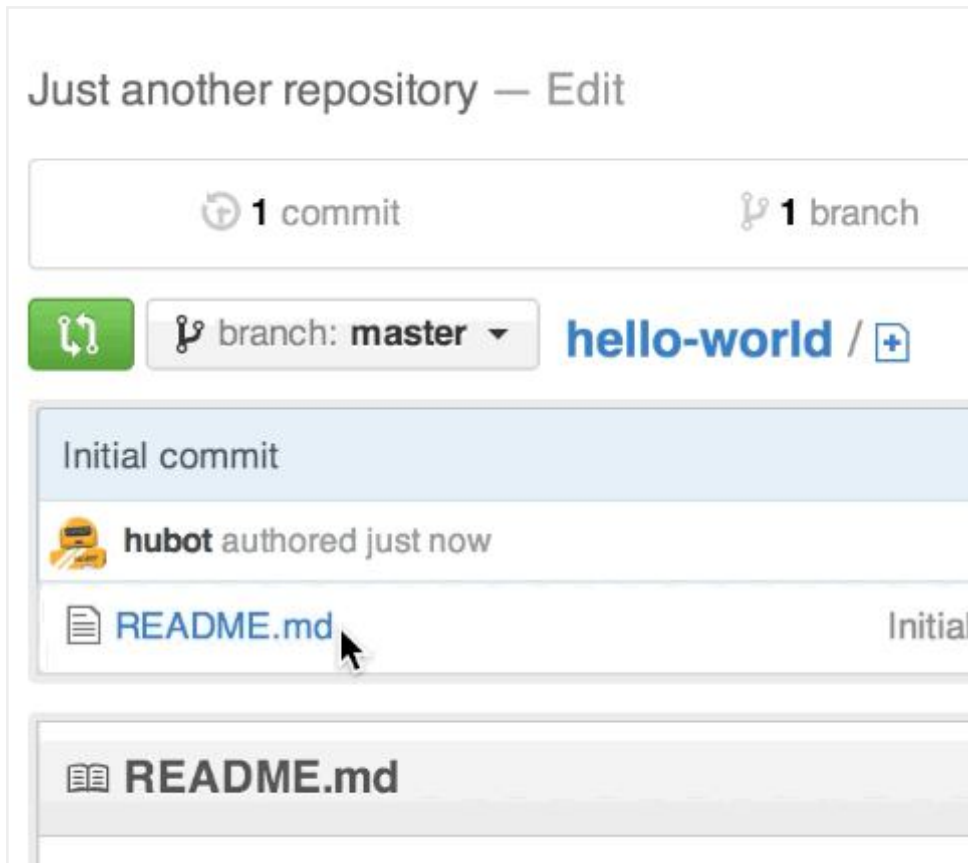 Just another repository — Edit
1 commit
1 branch
branch: master
hello-world /
Initial commit
hubot authored just now
README.md
Initial
README.md